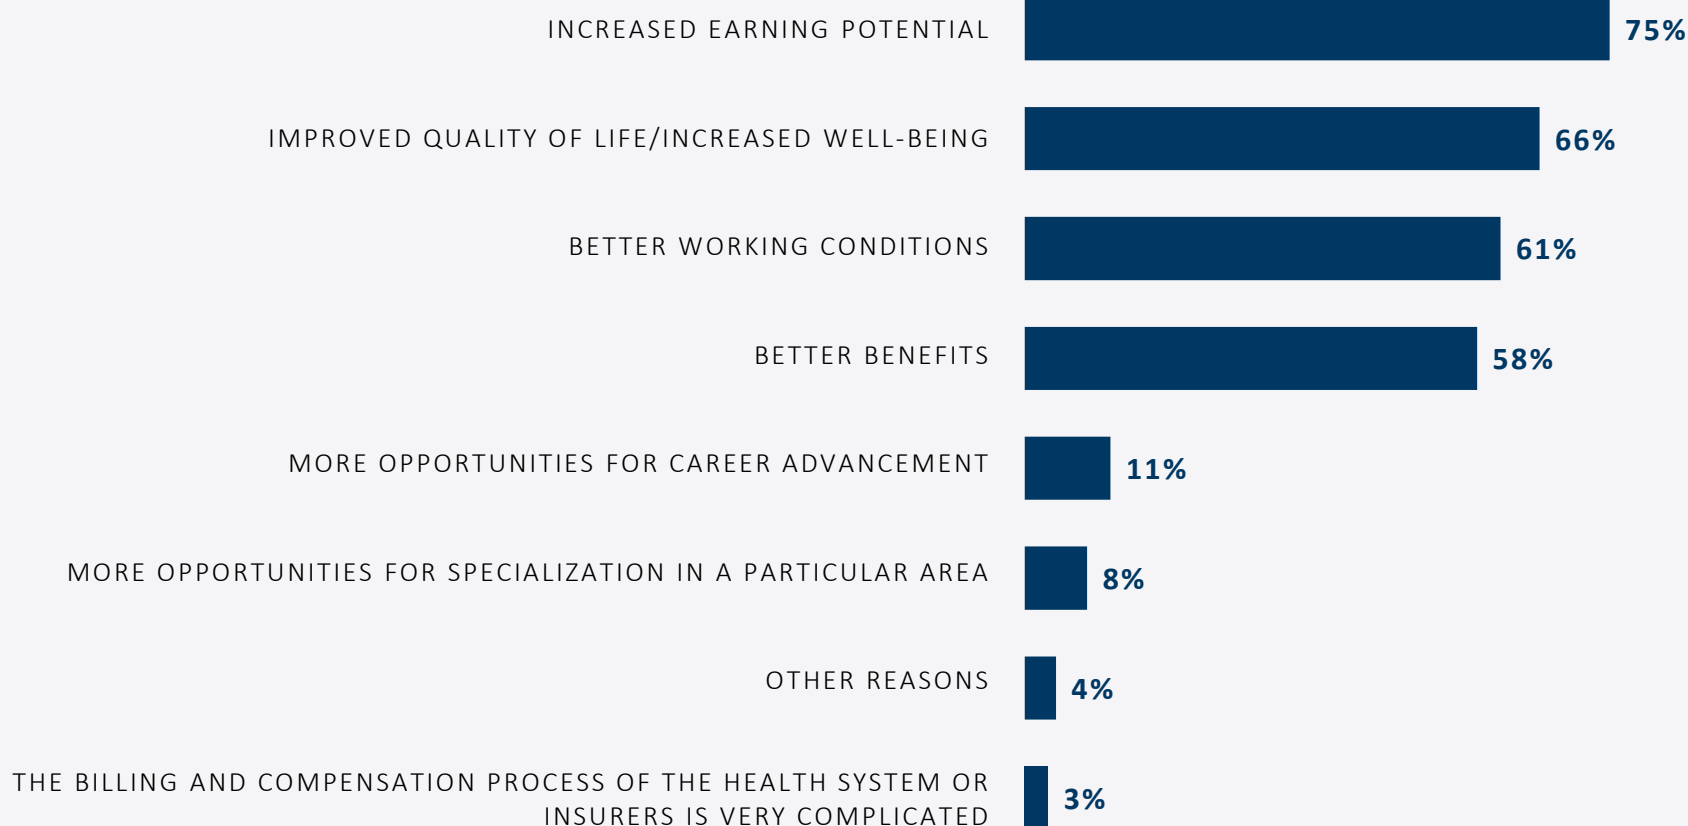 INCREASED EARNING POTENTIAL 75%
IMPROVED QUALITY OF LIFE/INCREASED WELL-BEING 66%
BETTER WORKING CONDITIONS 61%
BETTER BENEFITS 58%
MORE OPPORTUNITIES FOR CAREER ADVANCEMENT 11%
MORE OPPORTUNITIES FOR SPECIALIZATION IN A PARTICULAR AREA 8%
OTHER REASONS 4%
THE BILLING AND COMPENSATION PROCESS OF THE HEALTH SYSTEM OR
INSURERS IS VERY COMPLICATED 3%